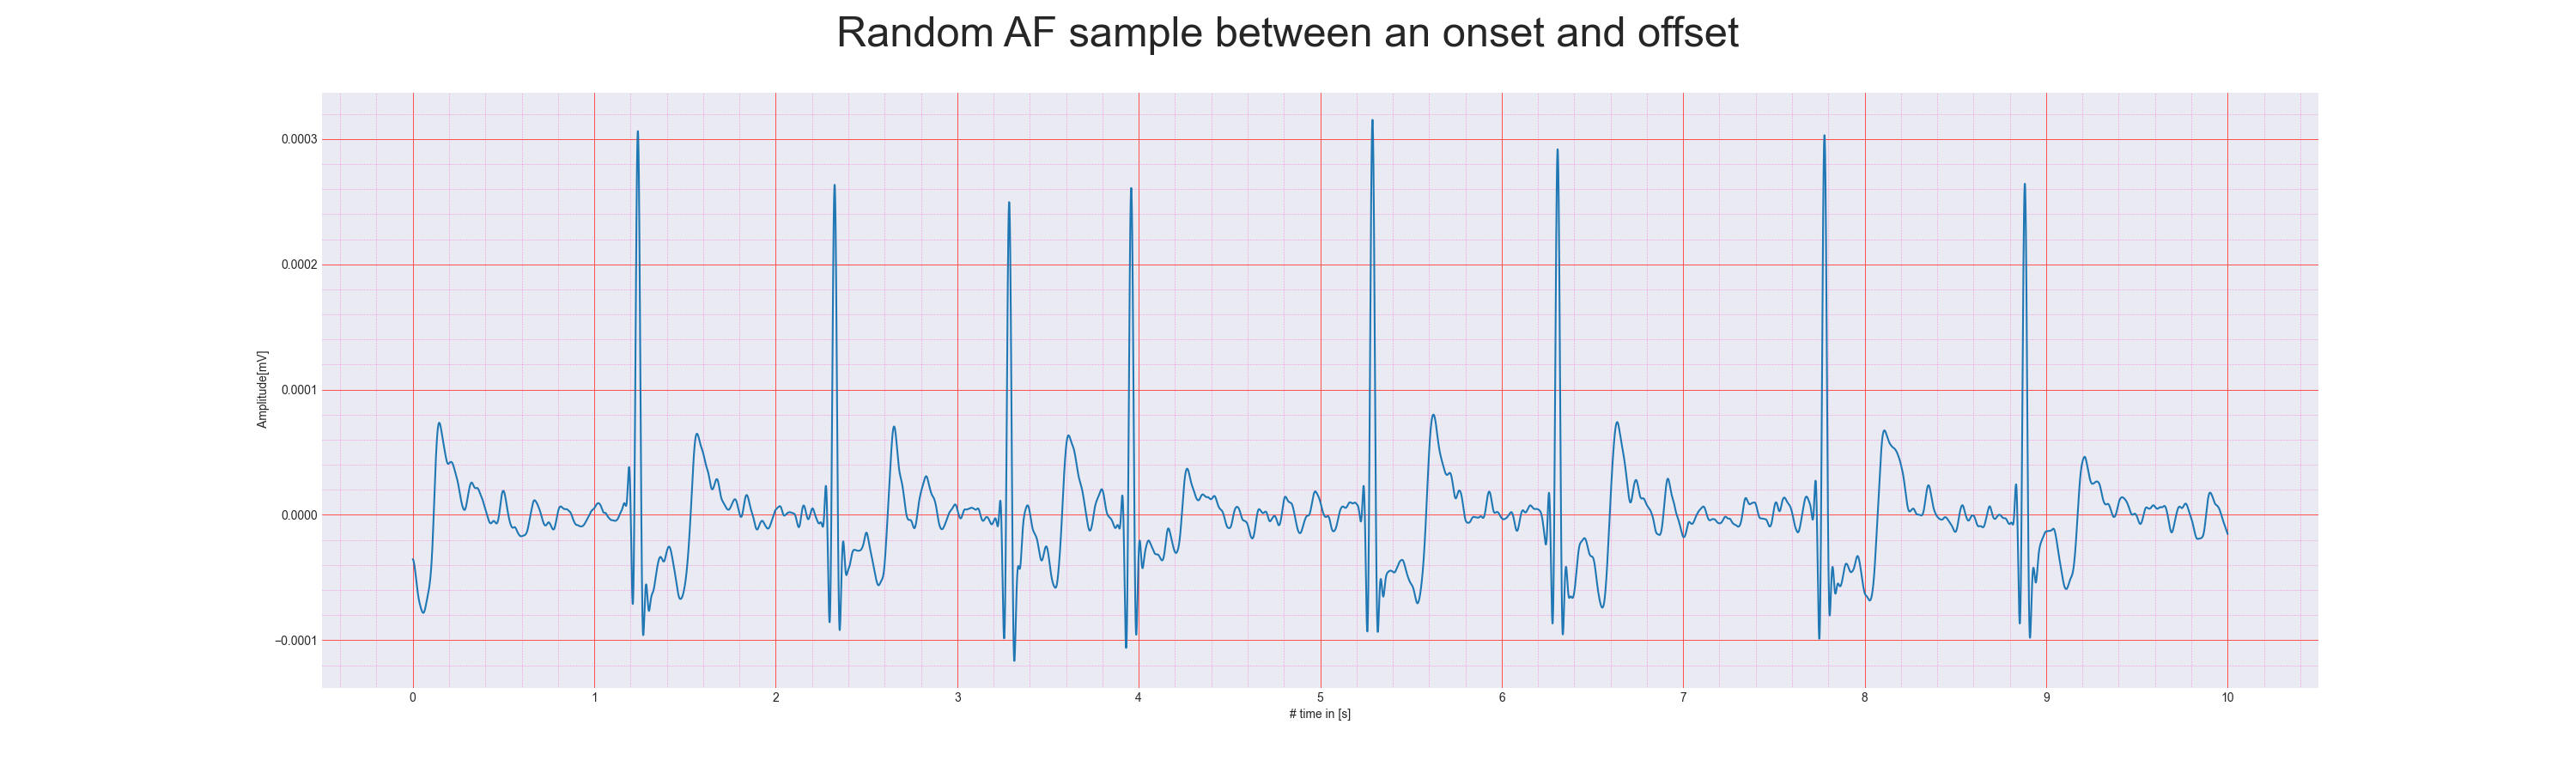 Random AF sample between an onset and offset
0.0003
0.0002
0.0001
0.0000
−0.0001
Amplitude[mV]
0 1 2 3 4 5 6 7 8 9 10
# time in [s]